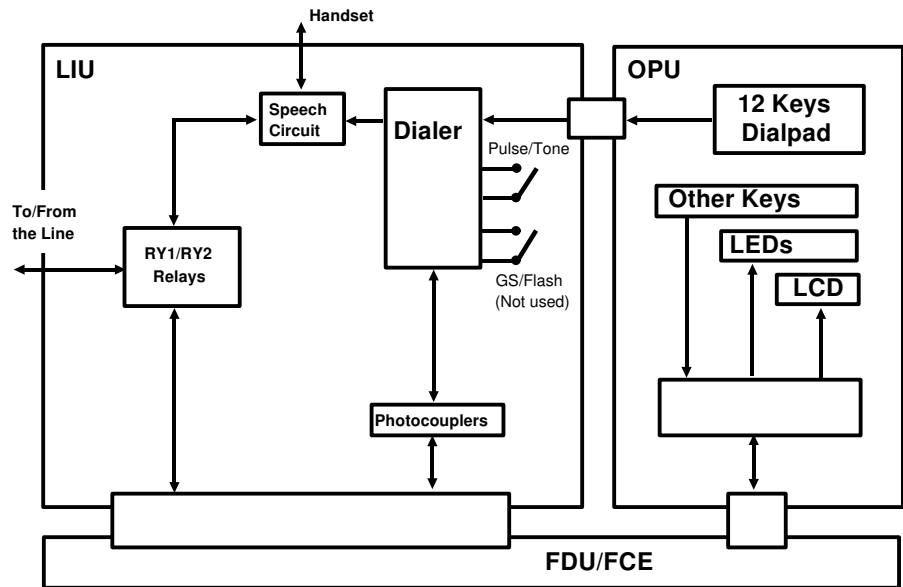 Handset
LIU
OPU
Speech
Circuit
Dialer
12 Keys
Dialpad
Pulse/Tone
Other Keys
To/From
the Line
RY1/RY2
Relays
LEDs
GS/Flash
(Not used)
LCD
Photocouplers
FDU/FCE